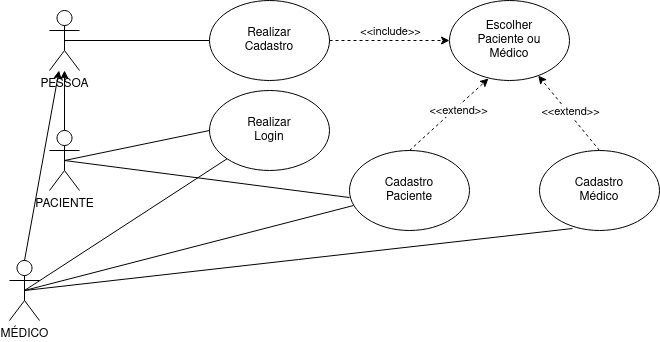 PESSOA
Realizar
Cadastro
<<include>>
Escolher
Paciente ou
Médico
<<extend>>
<<extend>>
Realizar
Login
PACIENTE
Cadastro
Paciente
Cadastro
Médico
MÉDICO